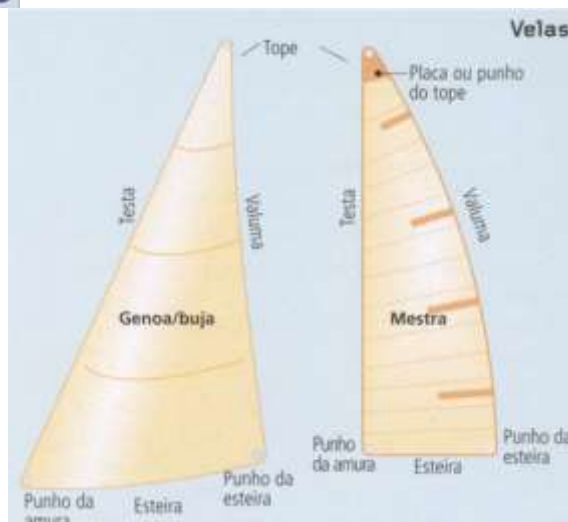 Velas
Tope
Placa ou punho
do tope
Testa
Valuma
Testa
Valuma
Genoa/buja
Mestra
Punho
da amura
Esteira
Punho da
esteira
Punho da
esteira
Punho da
amura
Esteira